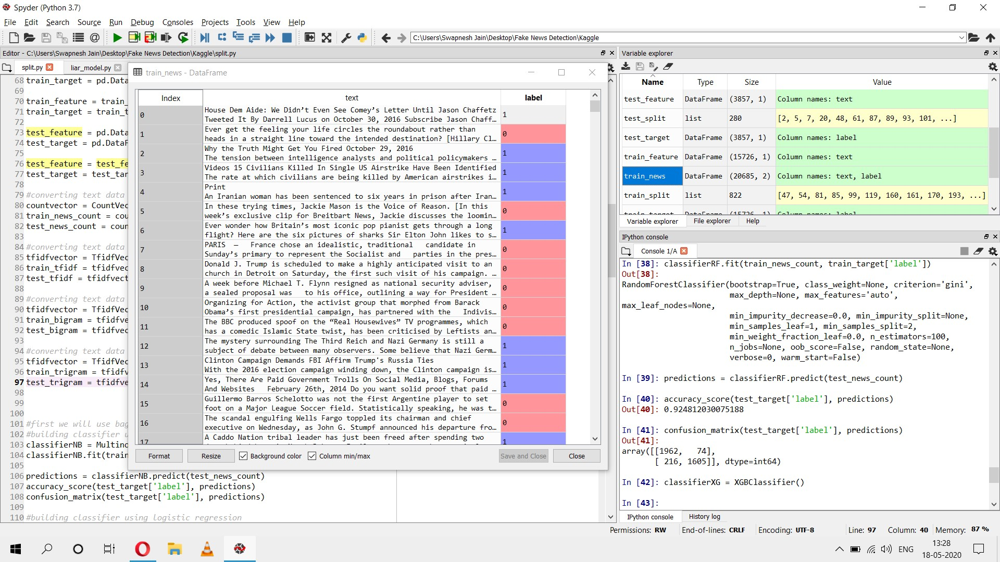 Spyder (Python 3.7)
File Edit Search Source Run Debug Consoles Projects Tools View Help
C:\Users\Swapnesh Jain\Desktop\Fake News Detection\Kaggle
Editor - C:\Users\Swapnesh Jain\Desktop\Fake News Detection\Kaggle\split.py
split.py liar_model.py
68 train_target = pd.Data
69
70 train_feature = train_
71 train_target = train_t
72
73 test_feature = pd.Data
74 test_target = pd.DataF
75
76 test_feature = test_fe
77 test_target = test_tar
78
79 #converting text data
80 countvector = CountVec
81 train_news_count = cou
82 test_news_count = coun
83
84 #converting text data
85 tfidfvector = TfidfVec
86 train_tfidf = tfidfvec
87 test_tfidf = tfidfvect
88
89 #converting text data
90 tfidfvector = TfidfVec
91 train_bigram = tfidfve
92 test_bigram = tfidfvec
93
94 #converting text data
95 tfidfvector = TfidfVec
96 train_trigram = tfidfv
97 test_trigram = tfidfve
98
99
100
101 #first we will use bag
102 #building classifier u
103 classifierNB = Multino
104 classifierNB.fit(train
105
106 predictions = classifierNB.predict(test_news_count)
107 accuracy_score(test_target['label'], predictions)
108 confusion_matrix(test_target['label'], predictions)
109
110 #building classifier using logistic regression
train_news - DataFrame
Index text label
0 House Dem Aide: We Didn’t Even See Comey’s Letter Until Jason Chaffetz 1
Tweeted It By Darrell Lucus on October 30, 2016 Subscribe Jason Chaff…
1 Ever get the feeling your life circles the roundabout rather than 0
heads in a straight line toward the intended destination? [Hillary Cl…
2 Why the Truth Might Get You Fired October 29, 2016 1
The tension between intelligence analysts and political policymakers …
3 Videos 15 Civilians Killed In Single US Airstrike Have Been Identified 1
The rate at which civilians are being killed by American airstrikes i…
4 Print 1
An Iranian woman has been sentenced to six years in prison after Iran…
5 In these trying times, Jackie Mason is the Voice of Reason. [In this 0
week’s exclusive clip for Breitbart News, Jackie discusses the loomin…
6 Ever wonder how Britain’s most iconic pop pianist gets through a long 1
flight? Here are the six pictures of sharks Sir Elton John likes to s…
7 PARIS — France chose an idealistic, traditional candidate in 0
Sunday’s primary to represent the Socialist and parties in the pres…
8 Donald J. Trump is scheduled to make a highly anticipated visit to an 0
church in Detroit on Saturday, the first such visit of his campaign. …
9 A week before Michael T. Flynn resigned as national security adviser, 0
a sealed proposal was to his office, outlining a way for President …
10 Organizing for Action, the activist group that morphed from Barack 0
Obama’s first presidential campaign, has partnered with the Indivis…
11 The BBC produced spoof on the “Real Housewives” TV programmes, which 0
has a comedic Islamic State twist, has been criticised by Leftists an…
12 The mystery surrounding The Third Reich and Nazi Germany is still a 1
subject of debate between many observers. Some believe that Nazi Germ…
13 Clinton Campaign Demands FBI Affirm Trump's Russia Ties 1
With the 2016 election campaign winding down, the Clinton campaign is…
14 Yes, There Are Paid Government Trolls On Social Media, Blogs, Forums 1
And Websites February 26th, 2014 Do you want solid proof that paid …
15 Guillermo Barros Schelotto was not the first Argentine player to set 0
foot on a Major League Soccer field. Statistically speaking, he was t…
16 The scandal engulfing Wells Fargo toppled its chairman and chief 0
executive on Wednesday, as John G. Stumpf announced his departure fro…
17 A Caddo Nation tribal leader has just been freed after spending two 1
Format Resize Background color Column min/max Save and Close Close
Variable explorer
Name Type Size Value
test_feature DataFrame (3857, 1) Column names: text
test_split list 280 [2, 5, 7, 20, 48, 61, 87, 89, 93, 101, ...]
test_target DataFrame (3857, 1) Column names: label
train_feature DataFrame (15726, 1) Column names: text
train_news DataFrame (20685, 2) Column names: text, label
train_split list 822 [47, 54, 81, 85, 99, 119, 160, 161, 170, 193, ...]
train_target DataFrame (15726, 1) Column names: label
Variable explorer File explorer Help
IPython console
Console 1/A
In [38]: classifierRF.fit(train_news_count, train_target['label'])
Out[38]:
RandomForestClassifier(bootstrap=True, class_weight=None, criterion='gini',
max_depth=None, max_features='auto',
max_leaf_nodes=None,
min_impurity_decrease=0.0, min_impurity_split=None,
min_samples_leaf=1, min_samples_split=2,
min_weight_fraction_leaf=0.0, n_estimators=100,
n_jobs=None, oob_score=False, random_state=None,
verbose=0, warm_start=False)
In [39]: predictions = classifierRF.predict(test_news_count)
In [40]: accuracy_score(test_target['label'], predictions)
Out[40]: 0.924812030075188
In [41]: confusion_matrix(test_target['label'], predictions)
Out[41]:
array([[1962, 74],
[ 216, 1605]], dtype=int64)
In [42]: classifierXG = XGBClassifier()
In [43]:
IPython console History log
Permissions: RW End-of-lines: CRLF Encoding: UTF-8 Line: 97 Column: 40 Memory: 87 %
ENG
13:28
18-05-2020